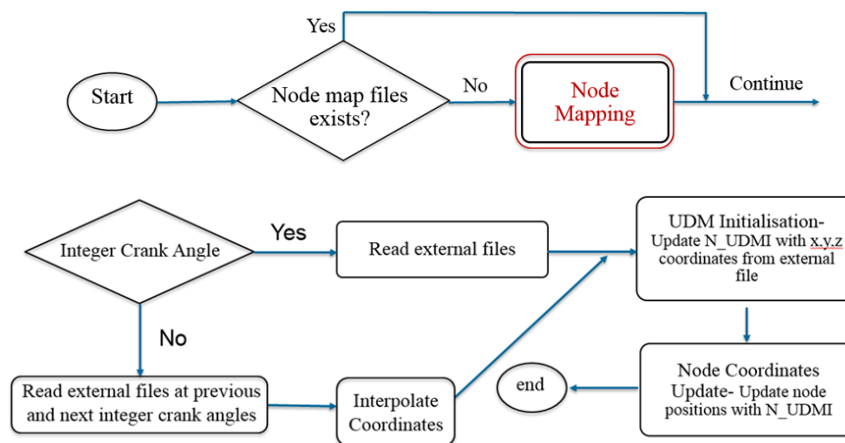 Yes
Start
Node map files
exists?
No
Node
Mapping
Continue
Integer Crank Angle
Yes
Read external files
UDM Initialisation-
Update N_UDMI with x.y.z
coordinates from external
file
No
Read external files at previous
and next integer crank angles
Interpolate
Coordinates
end
Node Coordinates
Update- Update node
positions with N_UDMI